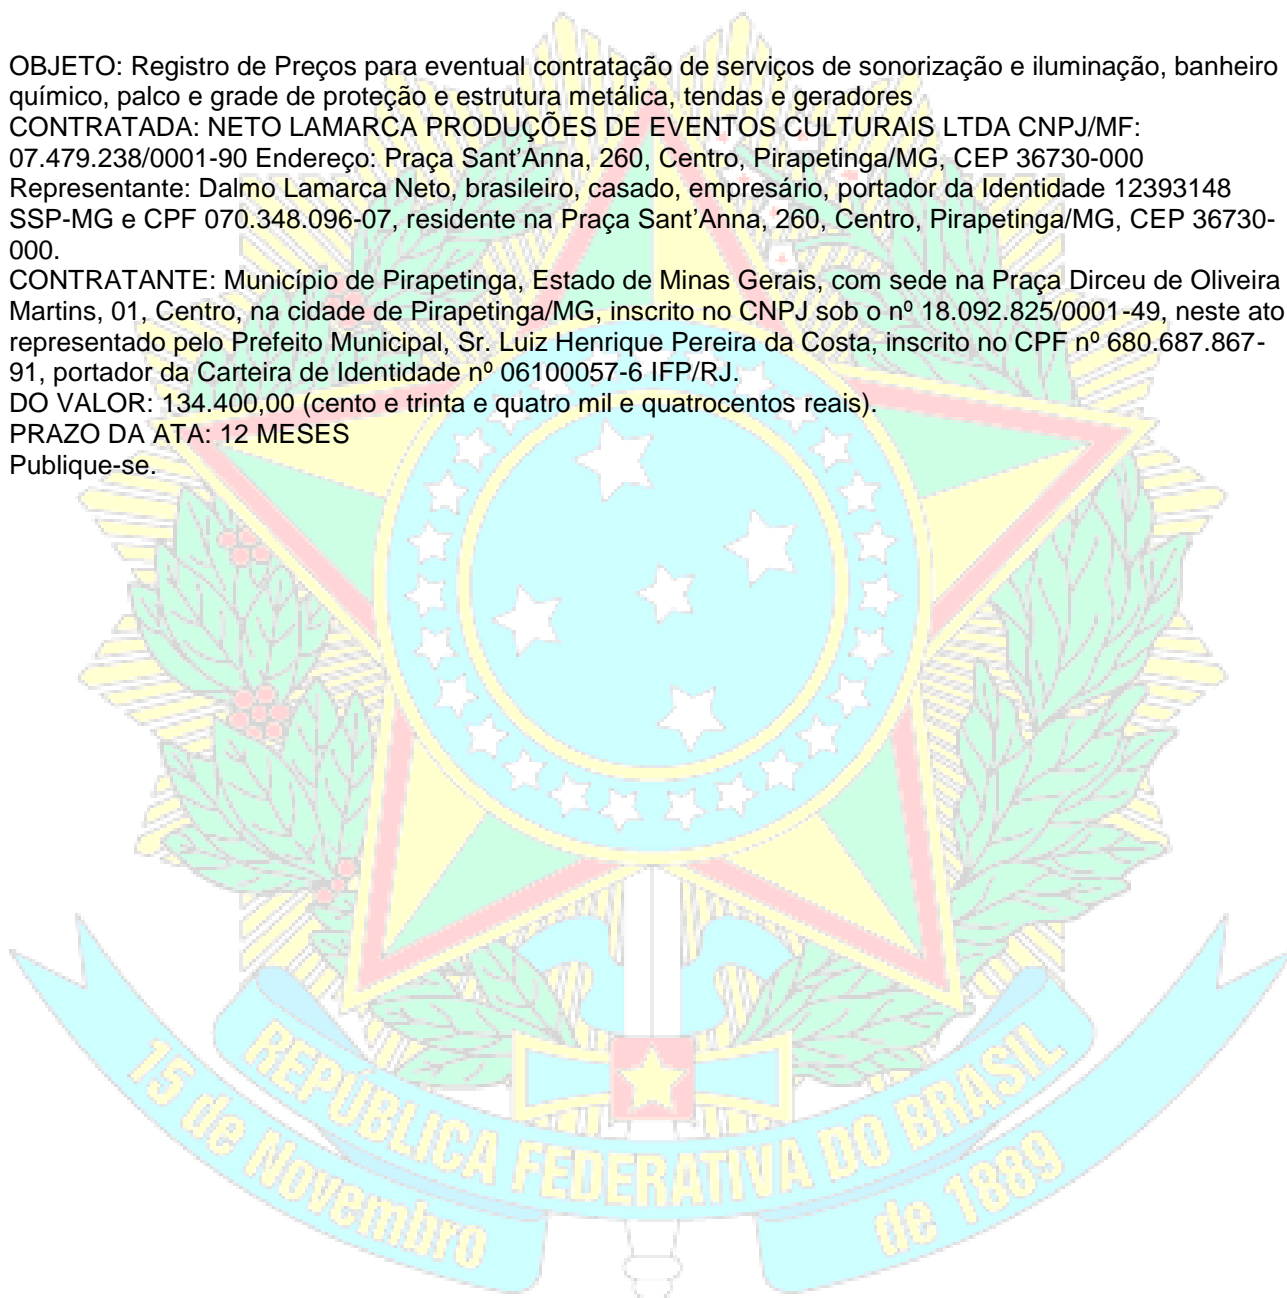 OBJETO: Registro de Preços para eventual contratação de serviços de sonorização e iluminação, banheiro
químico, palco e grade de proteção e estrutura metálica, tendas e geradores
CONTRATADA: NETO LAMARCA PRODUÇÕES DE EVENTOS CULTURAIS LTDA CNPJ/MF:
07.479.238/0001-90 Endereço: Praça Sant’Anna, 260, Centro, Pirapetinga/MG, CEP 36730-000
Representante: Dalmo Lamarca Neto, brasileiro, casado, empresário, portador da Identidade 12393148
SSP-MG e CPF 070.348.096-07, residente na Praça Sant’Anna, 260, Centro, Pirapetinga/MG, CEP 36730-
000.
CONTRATANTE: Município de Pirapetinga, Estado de Minas Gerais, com sede na Praça Dirceu de Oliveira
Martins, 01, Centro, na cidade de Pirapetinga/MG, inscrito no CNPJ sob o nº 18.092.825/0001-49, neste ato
representado pelo Prefeito Municipal, Sr. Luiz Henrique Pereira da Costa, inscrito no CPF nº 680.687.867-
91, portador da Carteira de Identidade nº 06100057-6 IFP/RJ.
DO VALOR: 134.400,00 (cento e trinta e quatro mil e quatrocentos reais).
PRAZO DA ATA: 12 MESES
Publique-se.
REPÚBLICA FEDERATIVA DO BRASIL
15 de Novembro de 1889